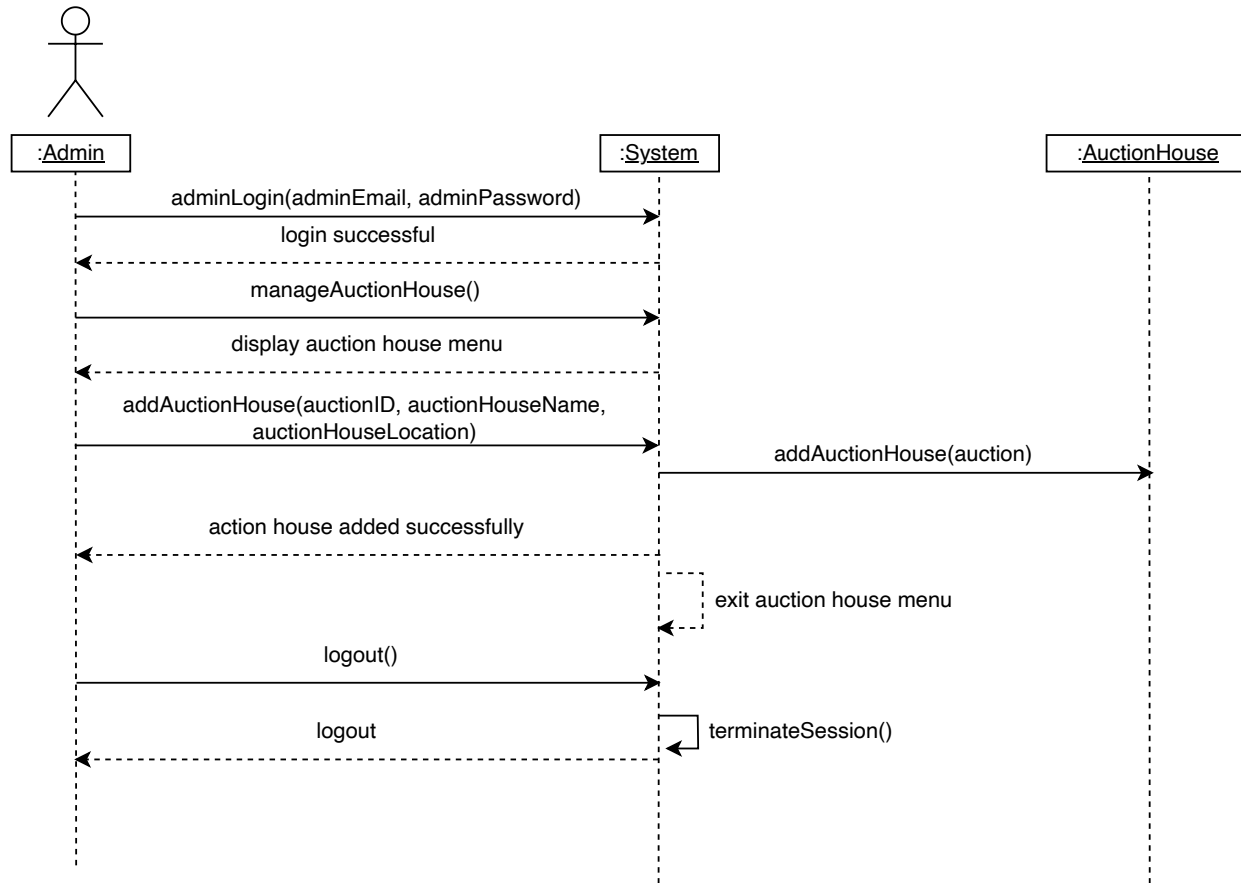 :Admin
:System
:AuctionHouse
adminLogin(adminEmail, adminPassword)
login successful
manageAuctionHouse()
display auction house menu
addAuctionHouse(auctionID, auctionHouseName,
auctionHouseLocation)
addAuctionHouse(auction)
action house added successfully
exit auction house menu
logout()
logout
terminateSession()